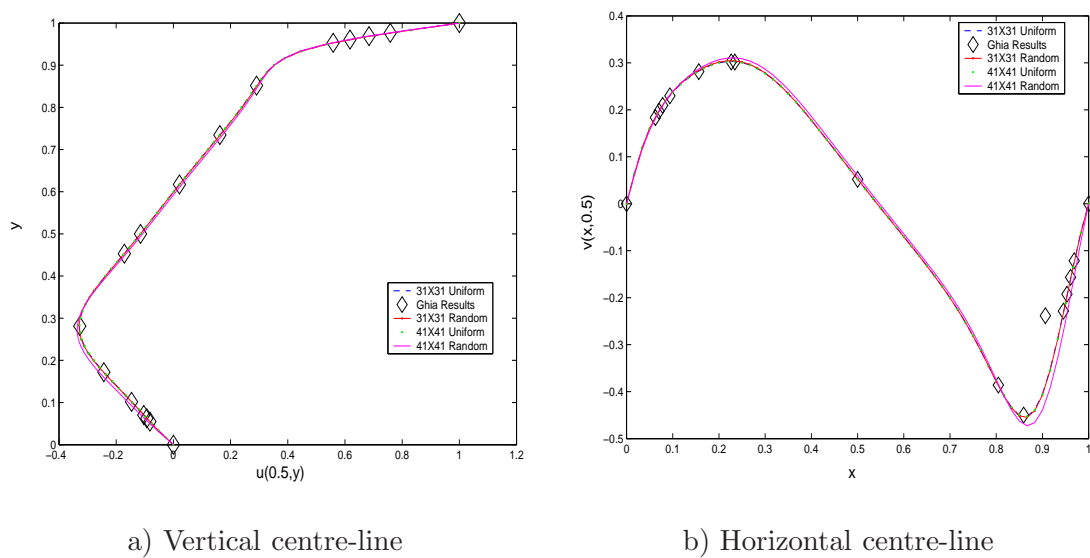 1
0.9
0.8
0.7
0.6
0.5
0.4
0.3
0.2
0.1
0
−0.4
−0.2
0
0.2
0.4
0.6
0.8
1
1.2
y
u(0.5,y)
31X31 Uniform
Ghia Results
31X31 Random
41X41 Uniform
41X41 Random
a) Vertical centre-line
0.4
0.3
0.2
0.1
0
−0.1
−0.2
−0.3
−0.4
−0.5
0
0.1
0.2
0.3
0.4
0.5
0.6
0.7
0.8
0.9
1
v(x,0.5)
x
31X31 Uniform
Ghia Results
31X31 Random
41X41 Uniform
41X41 Random
b) Horizontal centre-line